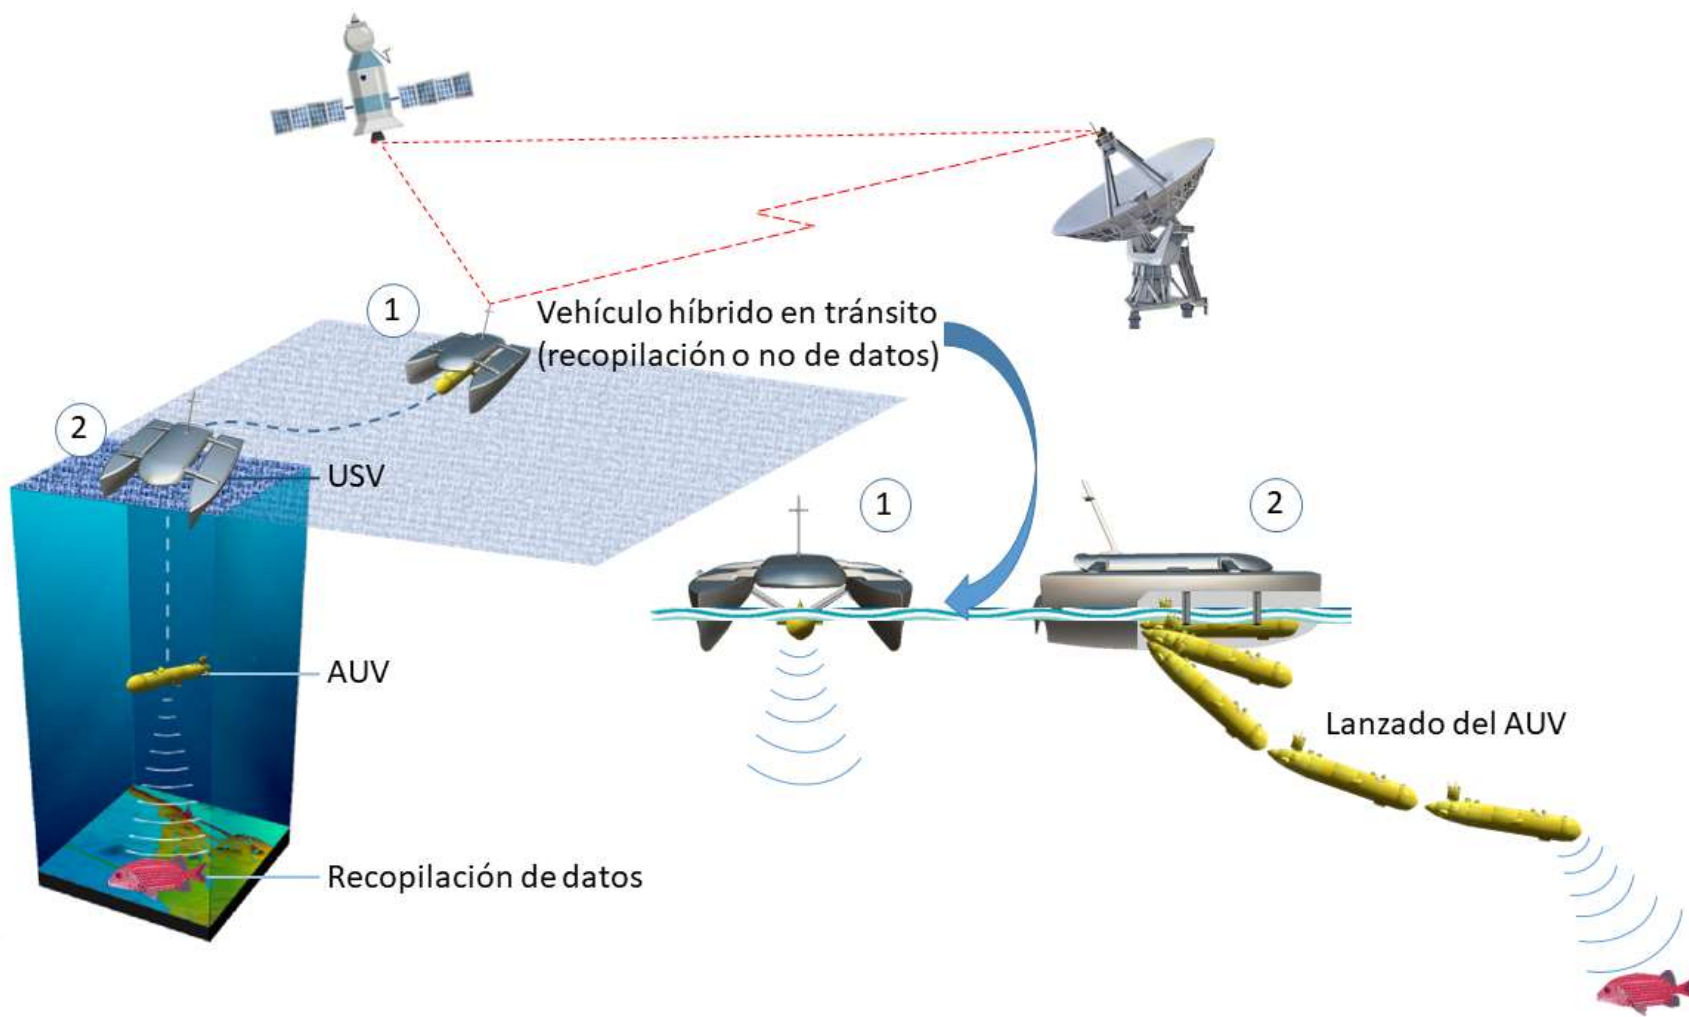 1
Vehículo híbrido en tránsito
(recopilación o no de datos)
2
USV
1
2
AUV
Lanzado del AUV
Recopilación de datos